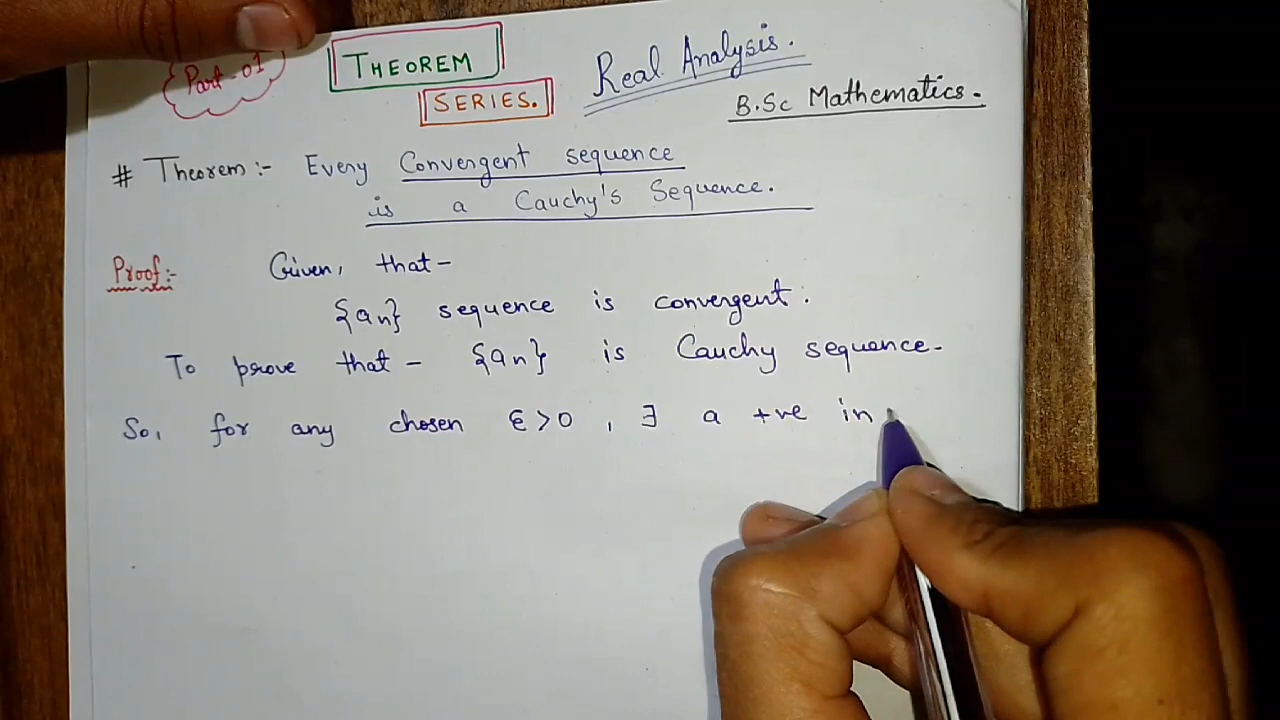 Part-01
THEOREM
SERIES.
Real Analysis.
B.Sc Mathematics.
# Theorem:- Every Convergent sequence
is a Cauchy's Sequence.
Proof:- Given, that-
{an} sequence is convergent.
To prove that- {an} is Cauchy sequence.
So, for any chosen ε>0, ∃ a +ve in